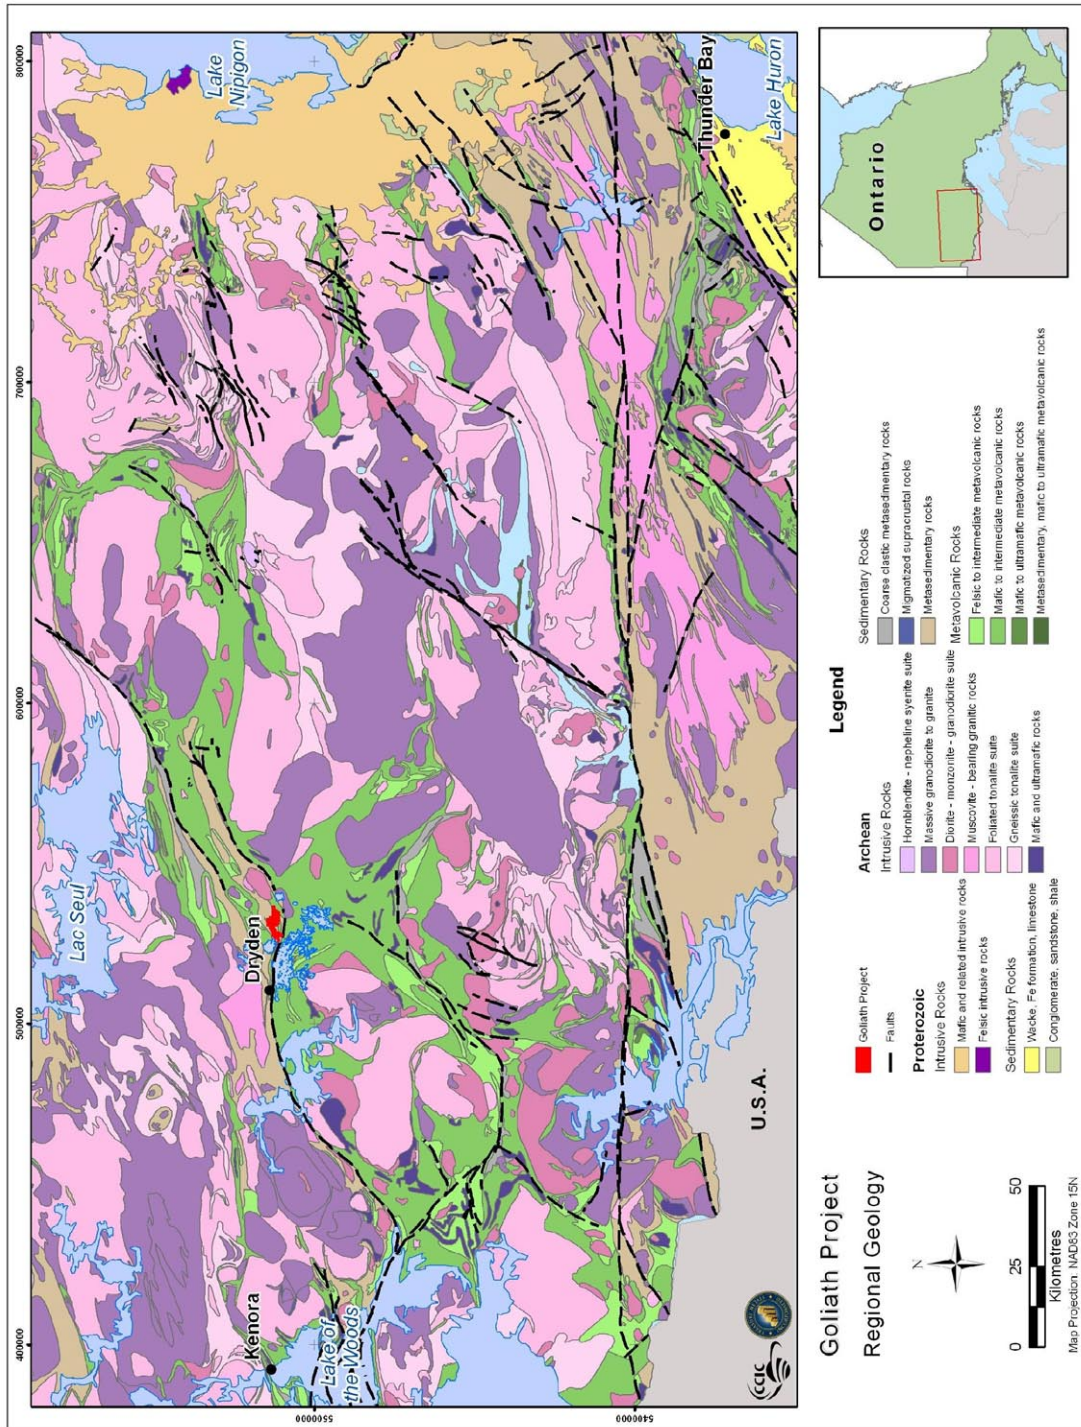 400000
500000
600000
700000
800000
5500000
5400000
Kenora
Lake of
the Woods
Dryden
Lac Seul
Lake
Nipigon
Thunder Bay
Lake Huron
U.S.A.
CCIC
Ontario
Goliath Project
Regional Geology
N
0
25
50
Kilometres
Map Projection: NAD83 Zone 15N
Legend
Goliath Project
Faults
Proterozoic
Intrusive Rocks
Mafic and related intrusive rocks
Felsic intrusive rocks
Sedimentary Rocks
Wacke, Fe formation, limestone
Conglomerate, sandstone, shale
Archean
Intrusive Rocks
Hornblendite - nepheline syenite suite
Massive granodiorite to granite
Diorite - monzonite - granodiorite suite
Muscovite - bearing granitic rocks
Foliated tonalite suite
Gneissic tonalite suite
Mafic and ultramafic rocks
Sedimentary Rocks
Coarse clastic metasedimentary rocks
Migmatized supracrustal rocks
Metasedimentary rocks
Metavolcanic Rocks
Felsic to intermediate metavolcanic rocks
Mafic to intermediate metavolcanic rocks
Mafic to ultramafic metavolcanic rocks
Metasedimentary, mafic to ultramafic metavolcanic rocks